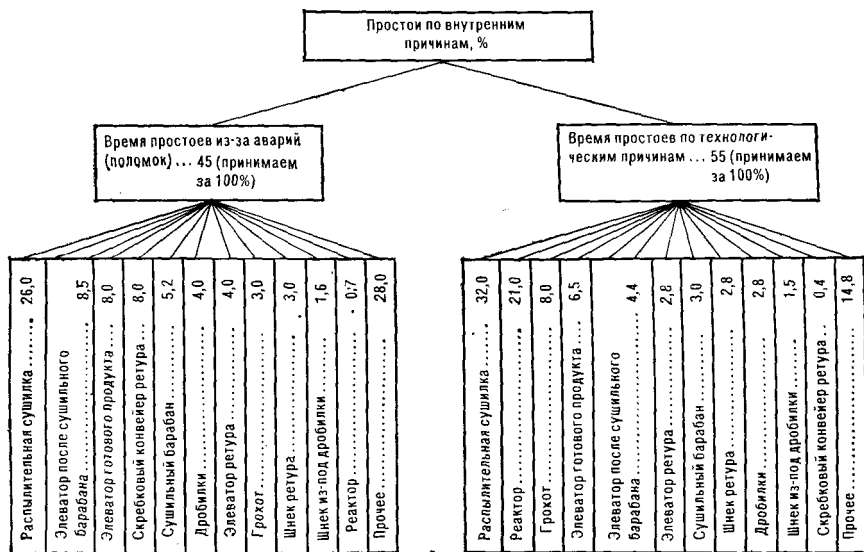 Простои по внутренним
причинам, %
Время простоев из-за аварий
(поломок) ... 45 (принимаем
за 100%)
Время простоев по технологи-
ческим причинам ... 55 (принимаем
за 100%)
Распылительная сушилка........ 26,0
Элеватор после сушильного
барабана................ 8,5
Элеватор готового продукта.... 8,0
Скребковый конвейер ретура... 8,0
Сушильный барабан........... 5,2
Дробилки.................... 4,0
Элеватор ретура.............. 4,0
Грохот....................... 3,0
Шнек ретура................. 3,0
Шнек из-под дробилки........ 1,6
Реактор..................... 0,7
Прочее..................... 28,0
Распылительная сушилка........ 32,0
Реактор..................... 21,0
Грохот...................... 8,0
Элеватор готового продукта.... 6,5
Элеватор после сушильного
барабана................ 4,4
Элеватор ретура.............. 2,8
Сушильный барабан........... 3,0
Шнек ретура................. 2,8
Дробилки.................... 2,8
Шнек из-под дробилки........ 1,5
Скребковый конвейер ретура... 0,4
Прочее..................... 14,8